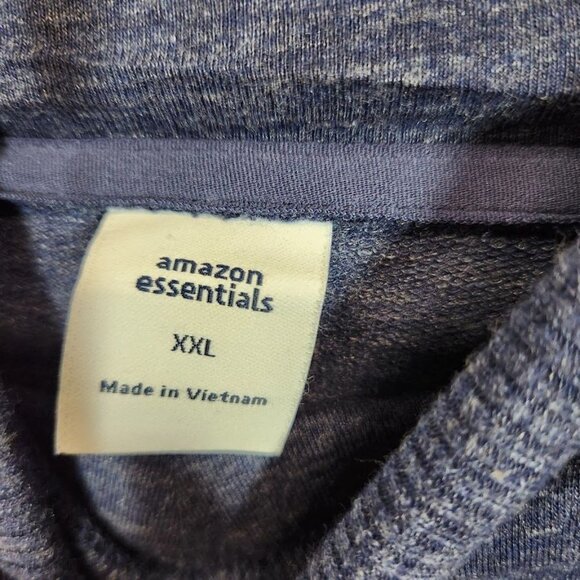 amazon
essentials
XXL
Made in Vietnam